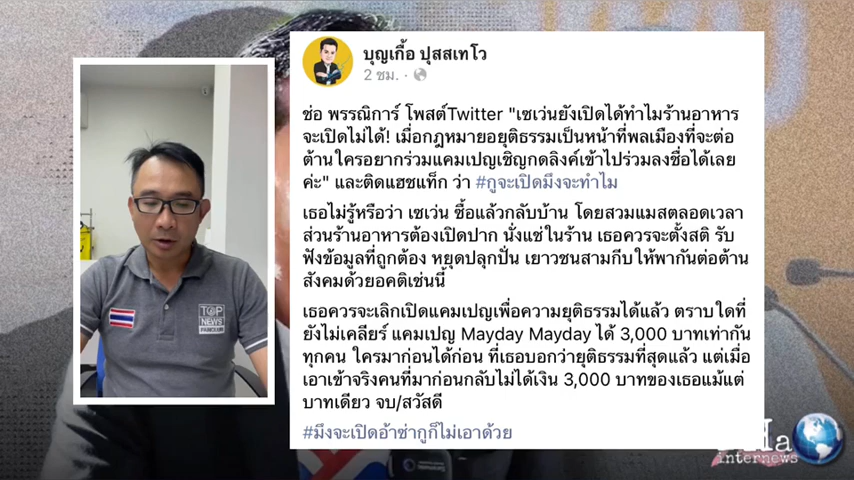 บุญเกื้อ ปุสสเทโว
2 ชม. ·
ช่อ พรรณิการ์ โพสต์Twitter "เซเว่นยังเปิดได้ทำไมร้านอาหาร
จะเปิดไม่ได้! เมื่อกฎหมายอยุติธรรมเป็นหน้าที่พลเมืองที่จะต่อ
ต้านใครอยากร่วมแคมเปญเชิญกดลิงค์เข้าไปร่วมลงชื่อได้เลย
ค่ะ" และติดแฮชแท็ก ว่า #กูจะเปิดมึงจะทำไม
เธอไม่รู้หรือว่า เซเว่น ซื้อแล้วกลับบ้าน โดยสวมแมสตลอดเวลา
ส่วนร้านอาหารต้องเปิดปาก นั่งแช่ในร้าน เธอควรจะตั้งสติ รับ
ฟังข้อมูลที่ถูกต้อง หยุดปลุกปั่น เยาวชนสามกีบให้พากันต่อต้าน
สังคมด้วยอคติเช่นนี้
เธอควรจะเลิกเปิดแคมเปญเพื่อความยุติธรรมได้แล้ว ตราบใดที่
ยังไม่เคลียร์ แคมเปญ Mayday Mayday ได้ 3,000 บาทเท่ากัน
ทุกคน ใครมาก่อนได้ก่อน ที่เธอบอกว่ายุติธรรมที่สุดแล้ว แต่เมื่อ
เอาเข้าจริงคนที่มาก่อนกลับไม่ได้เงิน 3,000 บาทของเธอแม้แต่
บาทเดียว จบ/สวัสดี
#มึงจะเปิดอ้าซ่ากูก็ไม่เอาด้วย
TOP
NEWS
internews